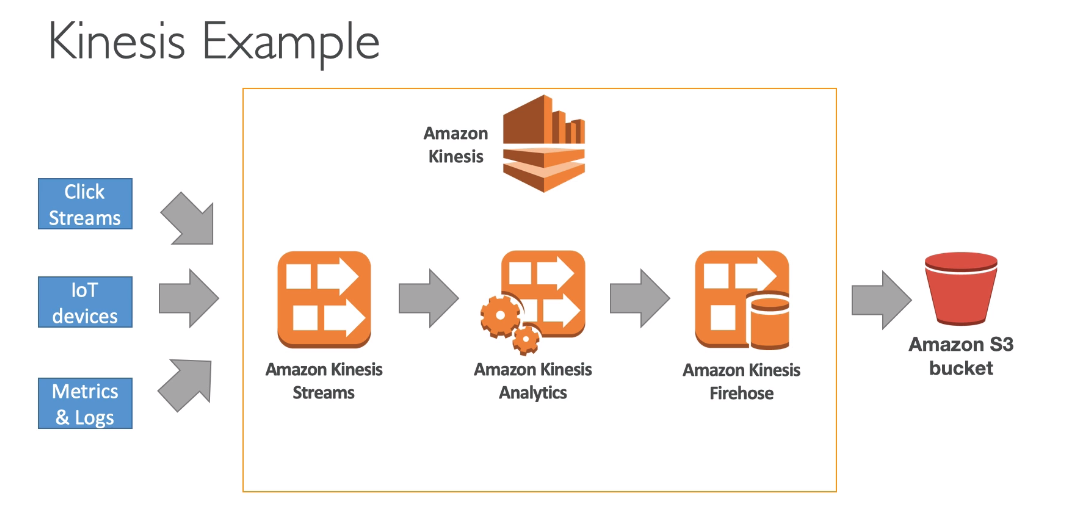 Kinesis Example
Amazon
Kinesis
Click
Streams
IoT
devices
Metrics
& Logs
Amazon Kinesis
Streams
Amazon Kinesis
Analytics
Amazon Kinesis
Firehose
Amazon S3
bucket